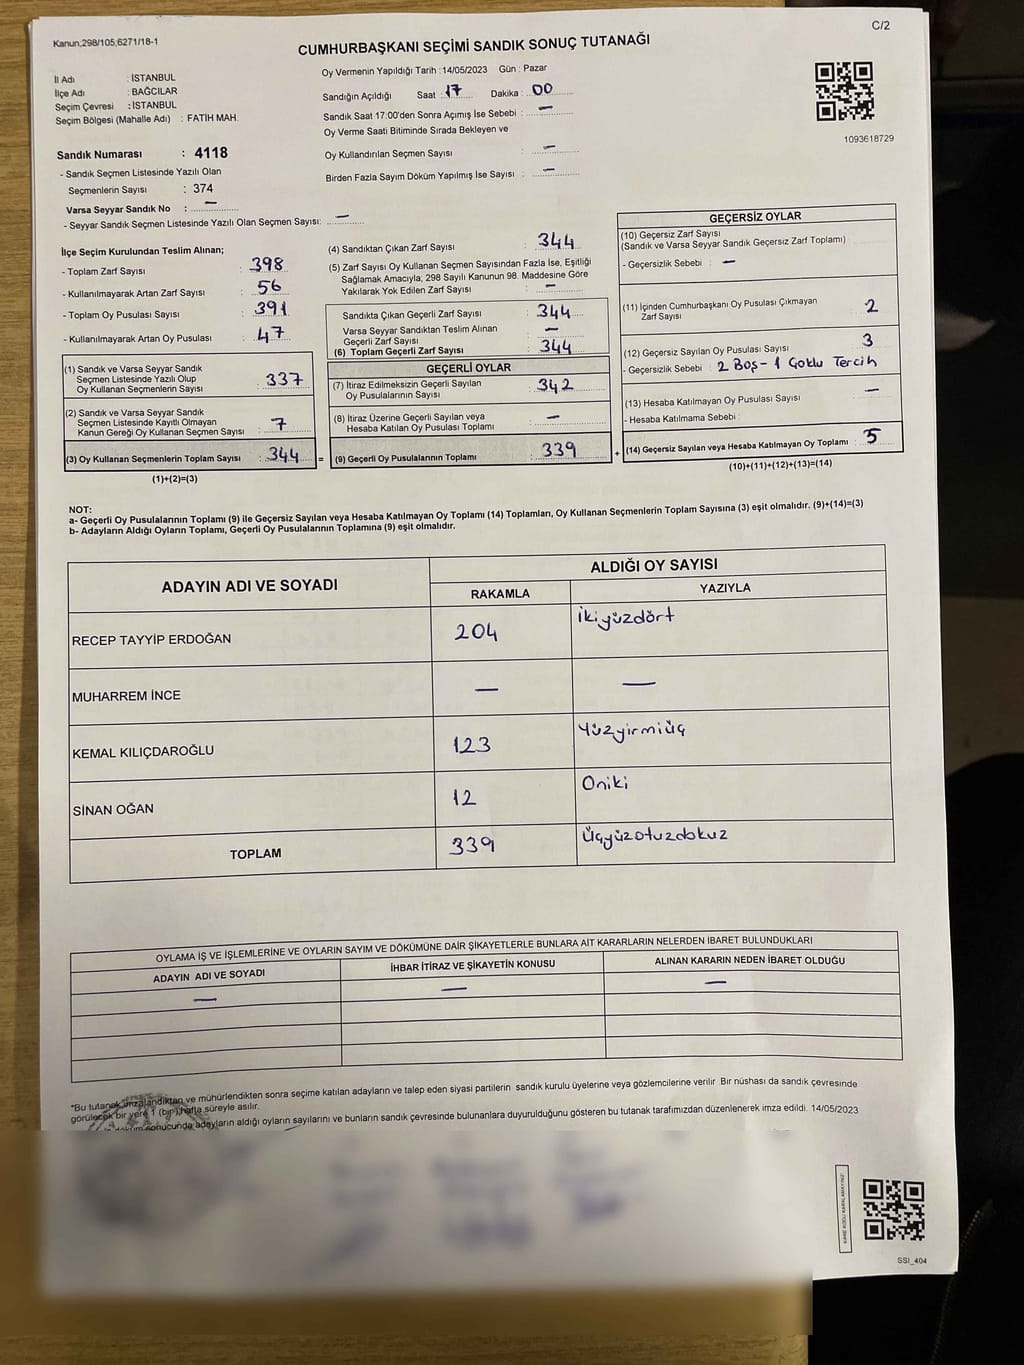 Kanun;298/105;6271/18-1
C/2
CUMHURBAŞKANI SEÇİMİ SANDIK SONUÇ TUTANAĞI
İl Adı : İSTANBUL
İlçe Adı : BAĞCILAR
Seçim Çevresi : İSTANBUL
Seçim Bölgesi (Mahalle Adı) : FATİH MAH.
Sandık Numarası : 4118
- Sandık Seçmen Listesinde Yazılı Olan
Seçmenlerin Sayısı : 374
Varsa Seyyar Sandık No : —
- Seyyar Sandık Seçmen Listesinde Yazılı Olan Seçmen Sayısı: —
Oy Vermenin Yapıldığı Tarih :14/05/2023 Gün : Pazar
Sandığın Açıldığı Saat : 17 Dakika : 00
Sandık Saat 17:00'den Sonra Açımış İse Sebebi : —
Oy Verme Saati Bitiminde Sırada Bekleyen ve
Oy Kullandırılan Seçmen Sayısı : —
Birden Fazla Sayım Döküm Yapılmış İse Sayısı : —
1093618729
İlçe Seçim Kurulundan Teslim Alınan;
- Toplam Zarf Sayısı : 398
- Kullanılmayarak Artan Zarf Sayısı : 56
- Toplam Oy Pusulası Sayısı : 391
- Kullanılmayarak Artan Oy Pusulası : 47
(1) Sandık ve Varsa Seyyar Sandık
Seçmen Listesinde Yazılı Olup
Oy Kullanan Seçmenlerin Sayısı : 337
(2) Sandık ve Varsa Seyyar Sandık
Seçmen Listesinde Kayıtlı Olmayan
Kanun Gereği Oy Kullanan Seçmen Sayısı : 7
(3) Oy Kullanan Seçmenlerin Toplam Sayısı : 344 =
(1)+(2)=(3)
(4) Sandıktan Çıkan Zarf Sayısı : 344
(5) Zarf Sayısı Oy Kullanan Seçmen Sayısından Fazla İse, Eşitliği
Sağlamak Amacıyla, 298 Sayılı Kanunun 98. Maddesine Göre
Yakılarak Yok Edilen Zarf Sayısı : —
Sandıkta Çıkan Geçerli Zarf Sayısı : 344
Varsa Seyyar Sandıktan Teslim Alınan
Geçerli Zarf Sayısı : —
(6) Toplam Geçerli Zarf Sayısı : 344
GEÇERLİ OYLAR
(7) İtiraz Edilmeksizin Geçerli Sayılan
Oy Pusulalarının Sayısı : 342
(8) İtiraz Üzerine Geçerli Sayılan veya
Hesaba Katılan Oy Pusulası Toplamı : —
(9) Geçerli Oy Pusulalarının Toplamı : 339 +
GEÇERSİZ OYLAR
(10) Geçersiz Zarf Sayısı
(Sandık ve Varsa Seyyar Sandık Geçersiz Zarf Toplamı)
- Geçersizlik Sebebi : —
(11) İçinden Cumhurbaşkanı Oy Pusulası Çıkmayan
Zarf Sayısı : 2
(12) Geçersiz Sayılan Oy Pusulası Sayısı : 3
- Geçersizlik Sebebi : 2 Boş - 1 Çoklu Tercih
(13) Hesaba Katılmayan Oy Pusulası Sayısı : —
- Hesaba Katılmama Sebebi :
(14) Geçersiz Sayılan veya Hesaba Katılmayan Oy Toplamı : 5
(10)+(11)+(12)+(13)=(14)
NOT:
a- Geçerli Oy Pusulalarının Toplamı (9) ile Geçersiz Sayılan veya Hesaba Katılmayan Oy Toplamı (14) Toplamları, Oy Kullanan Seçmenlerin Toplam Sayısına (3) eşit olmalıdır. (9)+(14)=(3)
b- Adayların Aldığı Oyların Toplamı, Geçerli Oy Pusulalarının Toplamına (9) eşit olmalıdır.
ADAYIN ADI VE SOYADI
ALDIĞI OY SAYISI
RAKAMLA YAZIYLA
RECEP TAYYİP ERDOĞAN 204 İkiyüzdört
MUHARREM İNCE — —
KEMAL KILIÇDAROĞLU 123 Yüzyirmiüç
SİNAN OĞAN 12 Oniki
TOPLAM 339 Üçyüzotuzdokuz
OYLAMA İŞ VE İŞLEMLERİNE VE OYLARIN SAYIM VE DÖKÜMÜNE DAİR ŞİKAYETLERLE BUNLARA AİT KARARLARIN NELERDEN İBARET BULUNDUKLARI
ADAYIN ADI VE SOYADI İHBAR İTİRAZ VE ŞİKAYETİN KONUSU ALINAN KARARIN NEDEN İBARET OLDUĞU
— — —
*Bu tutanak imzalandıktan ve mühürlendikten sonra seçime katılan adayların ve talep eden siyasi partilerin sandık kurulu üyelerine veya gözlemcilerine verilir. Bir nüshası da sandık çevresinde
görülecek bir yere 1 (bir) hafta süreyle asılır.
sonucunda adayların aldığı oyların sayılarını ve bunların sandık çevresinde bulunanlara duyurulduğunu gösteren bu tutanak tarafımızdan düzenlenerek imza edildi. 14/05/2023
KARE KODU KARALAMAYINIZ!
SSI_404